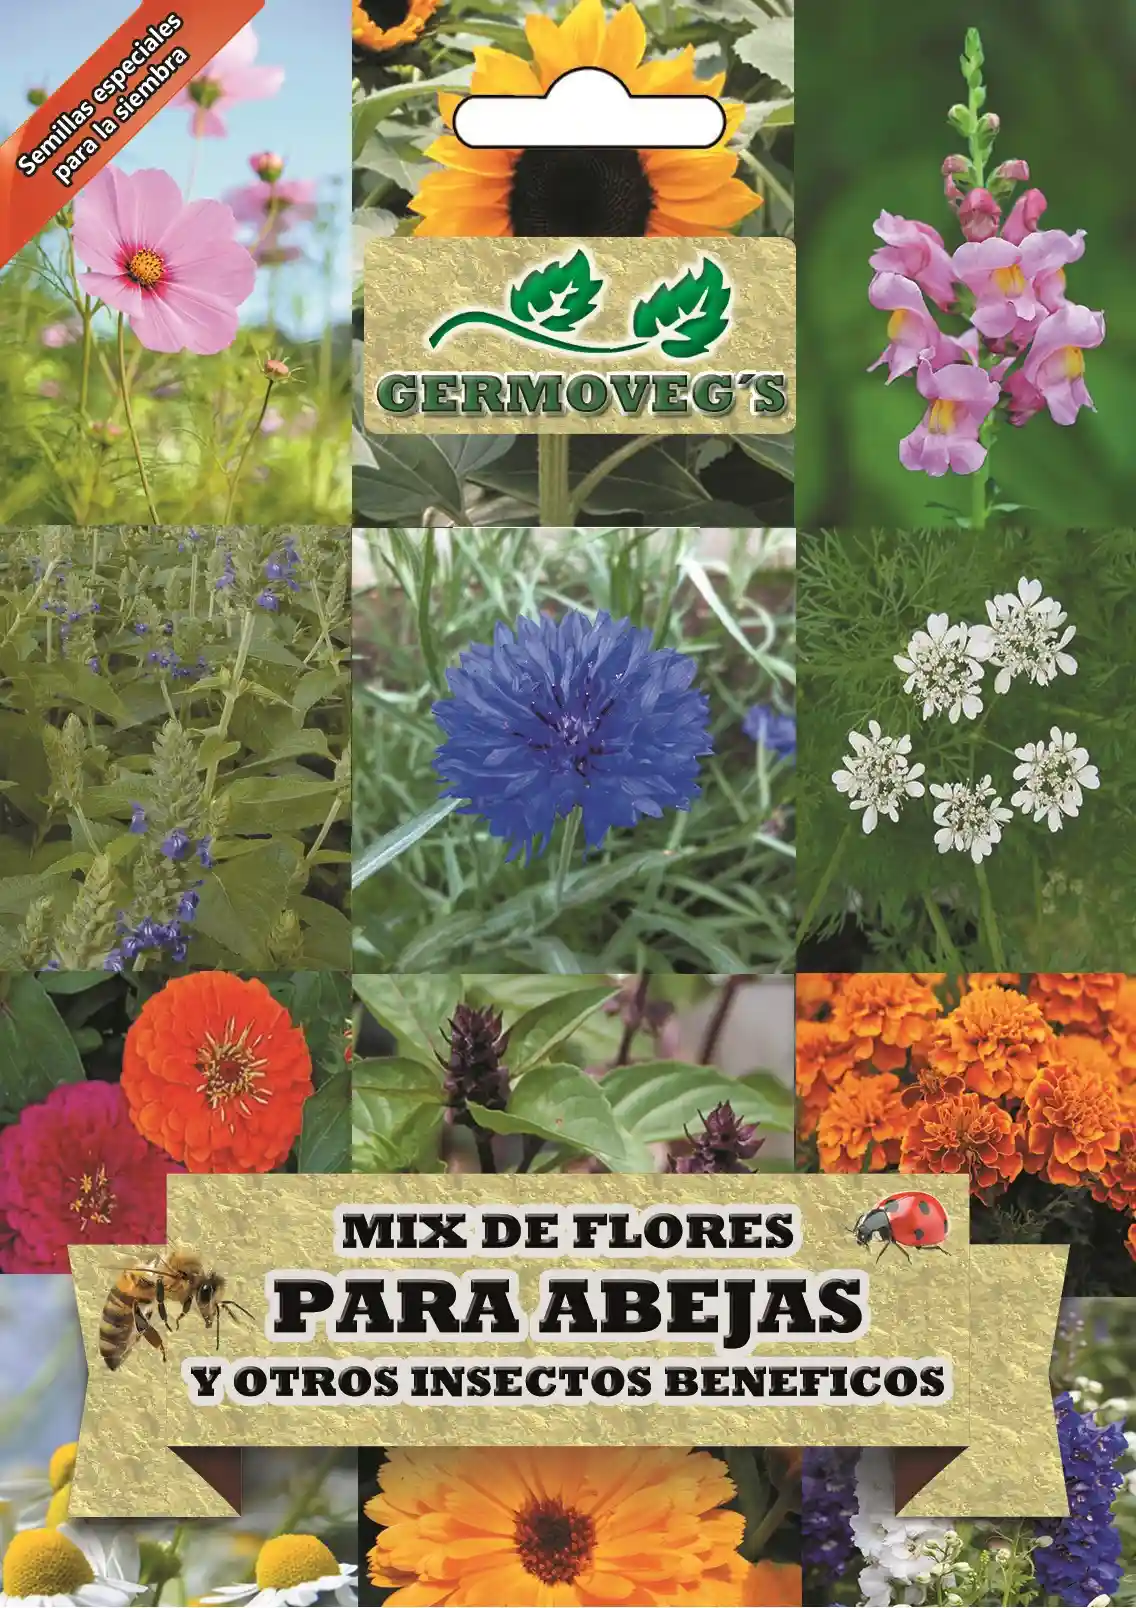 Semillas especiales
para la siembra
GERMOVEG´S
MIX DE FLORES
PARA ABEJAS
Y OTROS INSECTOS BENEFICOS